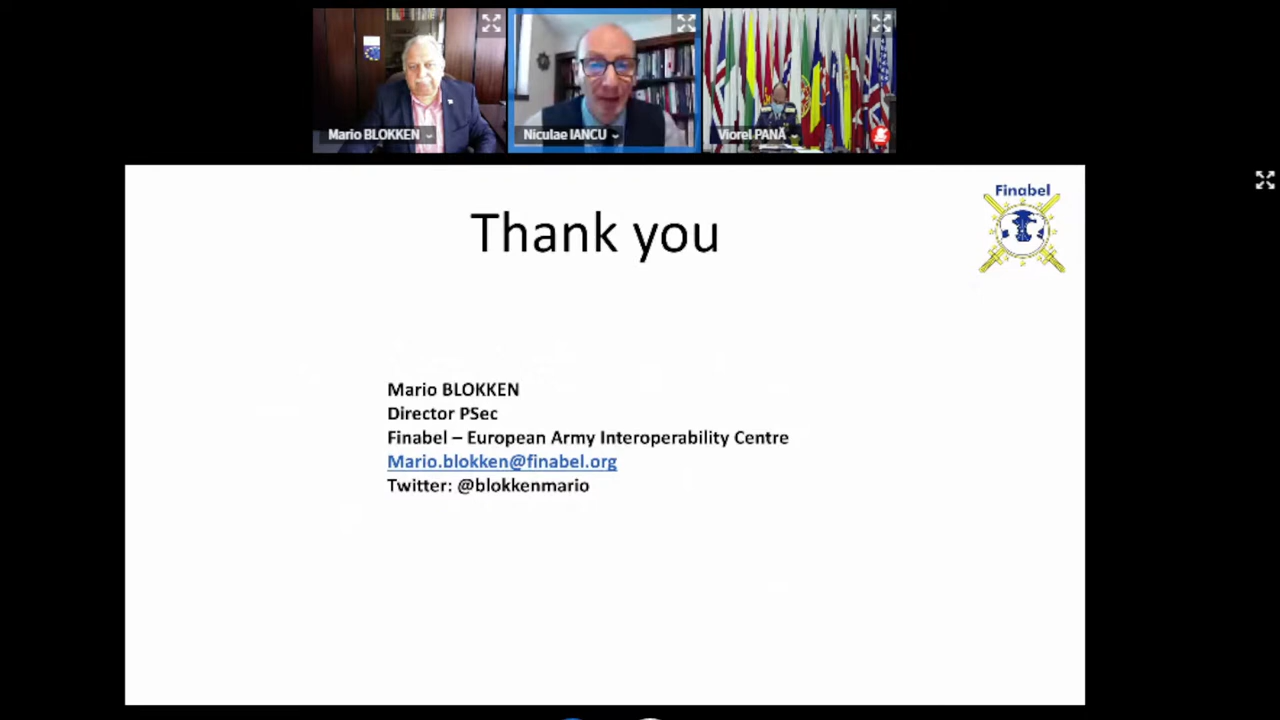 Mario BLOKKEN
Niculae IANCU
Viorel PANĂ
Finabel
Thank you
Mario BLOKKEN
Director PSec
Finabel – European Army Interoperability Centre
Mario.blokken@finabel.org
Twitter: @blokkenmario